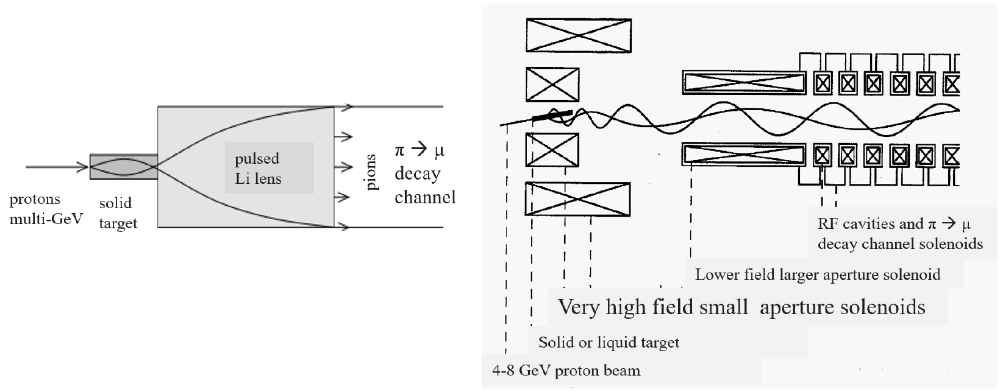 protons
multi-GeV
solid
target
pulsed
Li lens
pions
π → μ
decay
channel
RF cavities and π → μ
decay channel solenoids
Lower field larger aperture solenoid
Very high field small aperture solenoids
Solid or liquid target
4-8 GeV proton beam